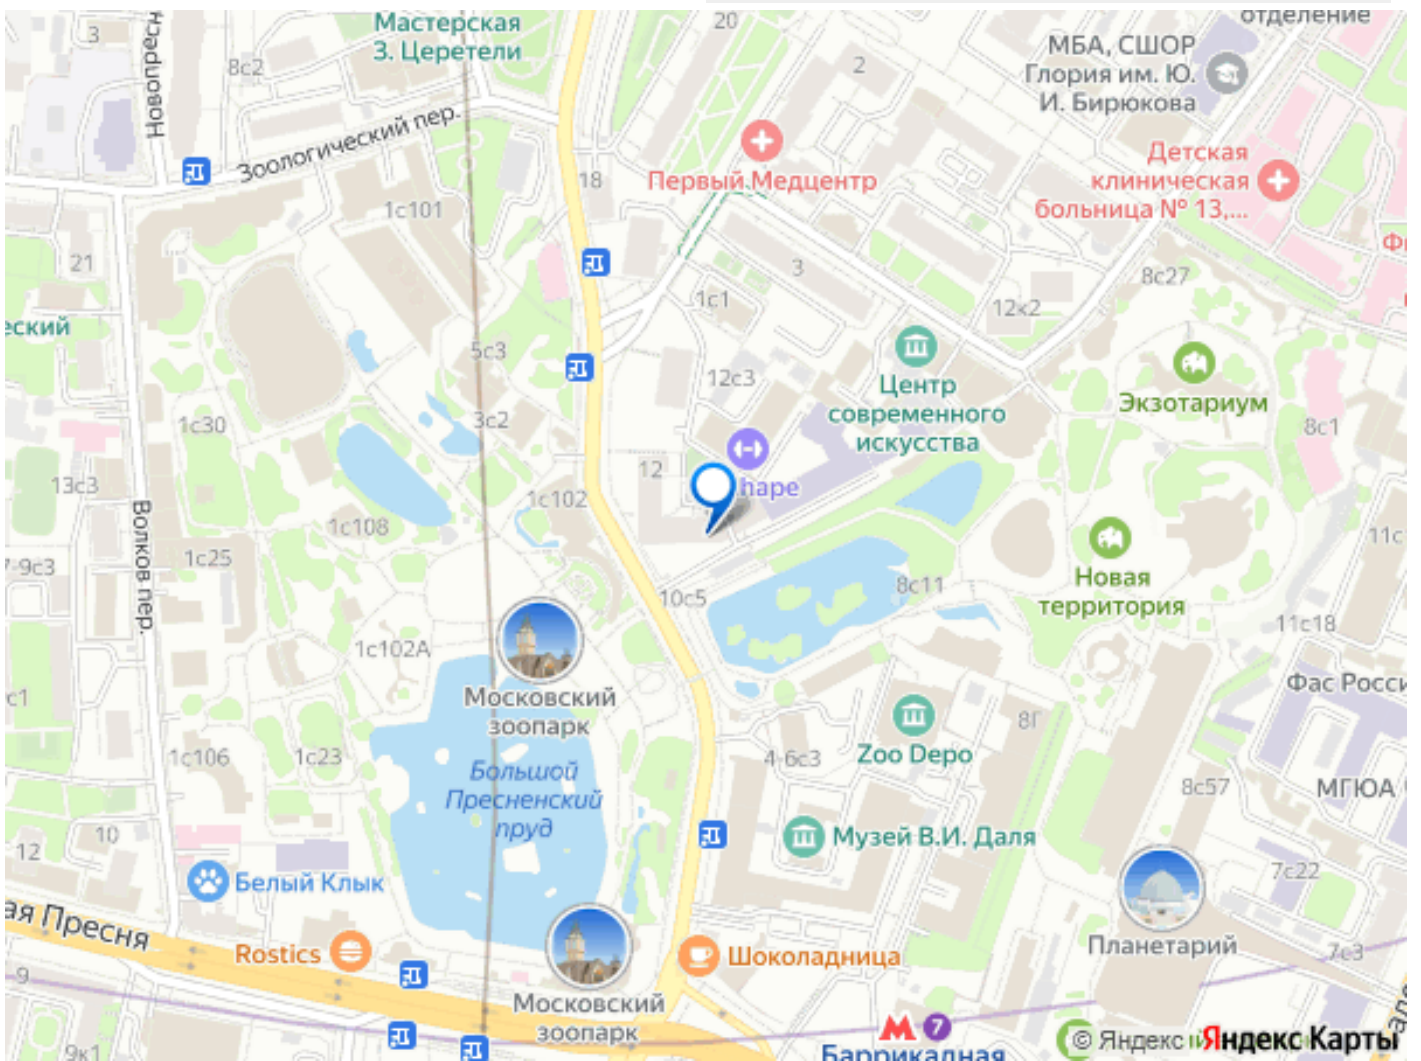 отделение
Мастерская
З. Церетели
20
3
8с2
Новопресн
2
МБА, СШОР
Глория им. Ю.
И. Бирюкова
Зоологический пер.
Детская
клиническая
больница № 13,...
18
Первый Медцентр
1с101
21
3
8с27
1с1
12к2
еский
5с3
12с3
Центр
современного
искусства
Экзотариум
1с30
3с2
8с1
12
hape
13с3
1с102
1с108
Волков пер.
11с
7-9с3
1с25
8с11
Новая
территория
10с5
11с18
1с102А
Московский
зоопарк
с1
Фас Росси
8Г
1с106
1с23
4-6с3
Zoo Depo
Большой
Пресненский
пруд
8с57
МГЮА
10
Музей В.И. Даля
12
7с22
Белый Клык
ая Пресня
Rostics
Шоколадница
Планетарий
7с3
9
Московский
зоопарк
7
Баррикадная
9к1
© Яндекс
Яндекс Карты